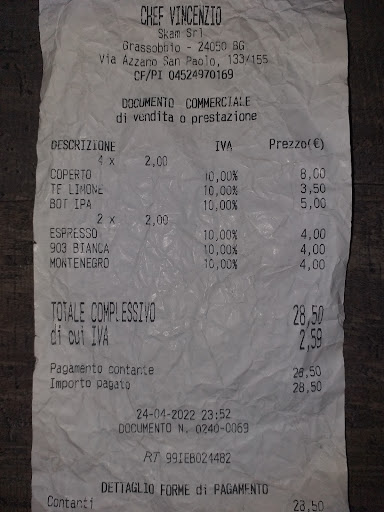 CHEF VINCENZIO
Skam Srl
Grassobbio - 24050 BG
Via Azzano San Paolo, 133/155
CF/PI 04524970169
DOCUMENTO COMMERCIALE
di vendita o prestazione
DESCRIZIONE IVA Prezzo(€)
4 x 2,00
COPERTO 10,00% 8,00
TE LIMONE 10,00% 3,50
BOT IPA 10,00% 5,00
2 x 2,00
ESPRESSO 10,00% 4,00
903 BIANCA 10,00% 4,00
MONTENEGRO 10,00% 4,00
TOTALE COMPLESSIVO 28,50
di cui IVA 2,59
Pagamento contante 28,50
Importo pagato 28,50
24-04-2022 23:52
DOCUMENTO N. 0240-0069
RT 99IEB024482
DETTAGLIO FORME di PAGAMENTO
Contanti 28,50